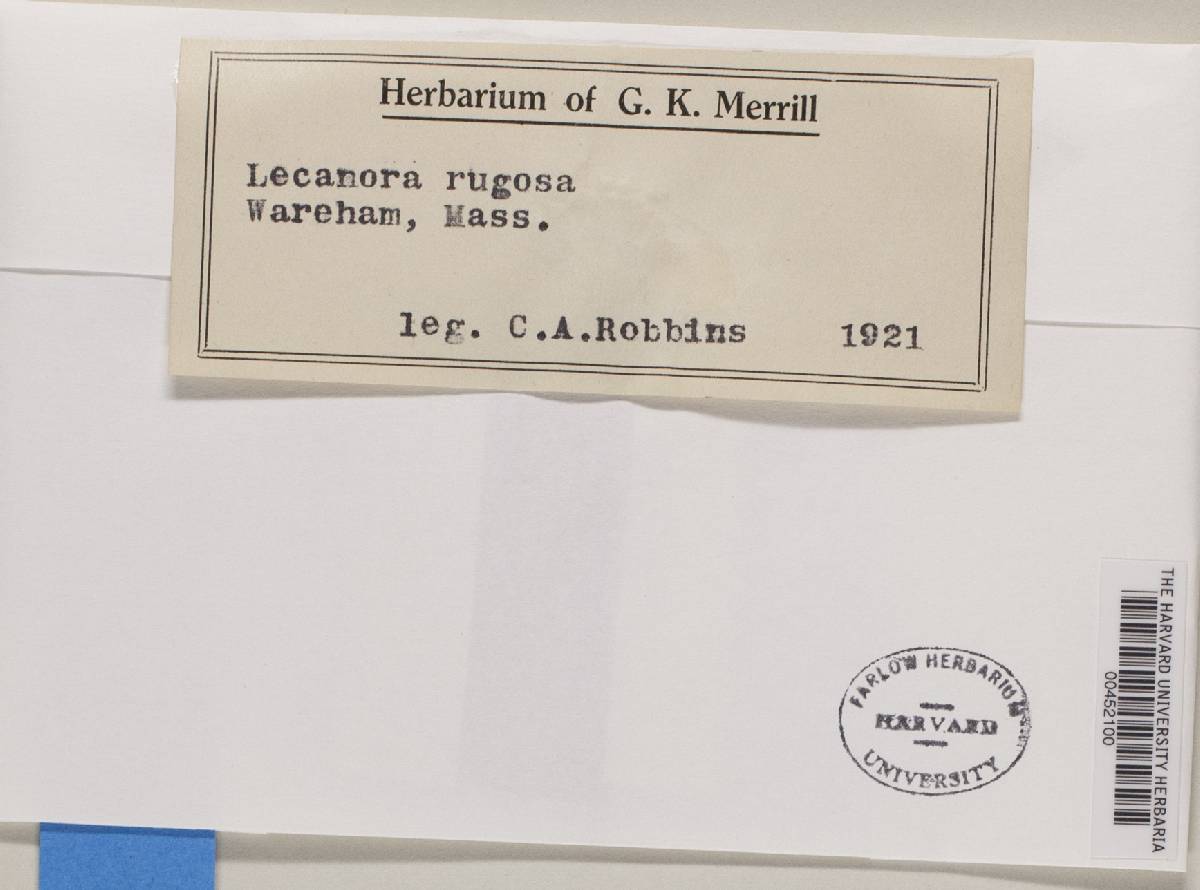 Herbarium of G. K. Merrill
Lecanora rugosa
Wareham, Mass.
leg. C.A.Robbins 1921
FARLOW HERBARIUM
HARVARD
UNIVERSITY
THE HARVARD UNIVERSITY HERBARIA
00452100